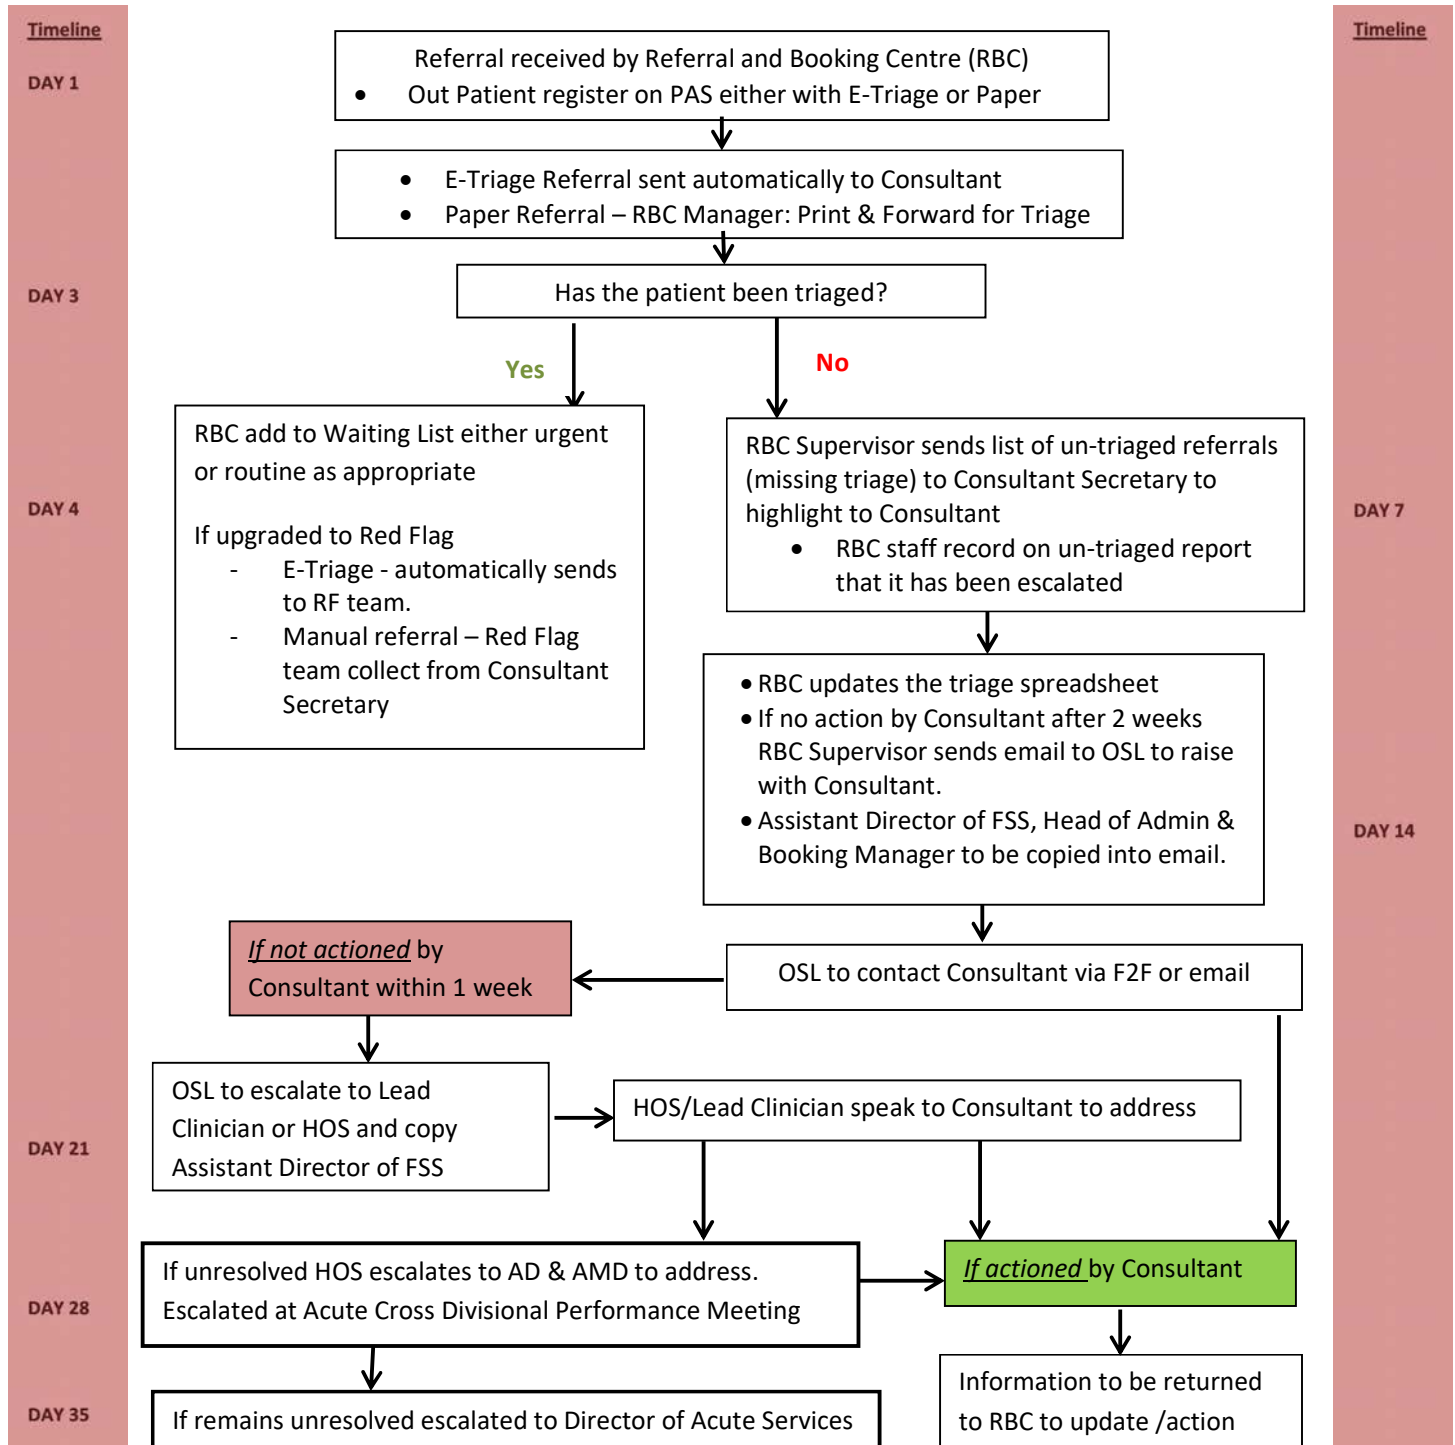 Timeline
Timeline
DAY 1
Referral received by Referral and Booking Centre (RBC)
• Out Patient register on PAS either with E-Triage or Paper
• E-Triage Referral sent automatically to Consultant
• Paper Referral – RBC Manager: Print & Forward for Triage
DAY 3
Has the patient been triaged?
Yes
No
DAY 4
RBC add to Waiting List either urgent
or routine as appropriate
If upgraded to Red Flag
- E-Triage - automatically sends
to RF team.
- Manual referral – Red Flag
team collect from Consultant
Secretary
RBC Supervisor sends list of un-triaged referrals
(missing triage) to Consultant Secretary to
highlight to Consultant
• RBC staff record on un-triaged report
that it has been escalated
DAY 7
• RBC updates the triage spreadsheet
• If no action by Consultant after 2 weeks
RBC Supervisor sends email to OSL to raise
with Consultant.
• Assistant Director of FSS, Head of Admin &
Booking Manager to be copied into email.
DAY 14
OSL to contact Consultant via F2F or email
If not actioned by
Consultant within 1 week
DAY 21
OSL to escalate to Lead
Clinician or HOS and copy
Assistant Director of FSS
HOS/Lead Clinician speak to Consultant to address
DAY 28
If unresolved HOS escalates to AD & AMD to address.
Escalated at Acute Cross Divisional Performance Meeting
If actioned by Consultant
DAY 35
If remains unresolved escalated to Director of Acute Services
Information to be returned
to RBC to update /action